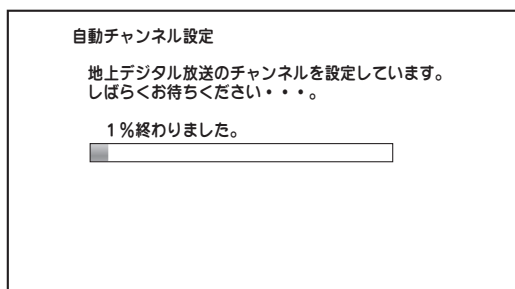 自動チャンネル設定
地上デジタル放送のチャンネルを設定しています。
しばらくお待ちください・・・。
1%終わりました。